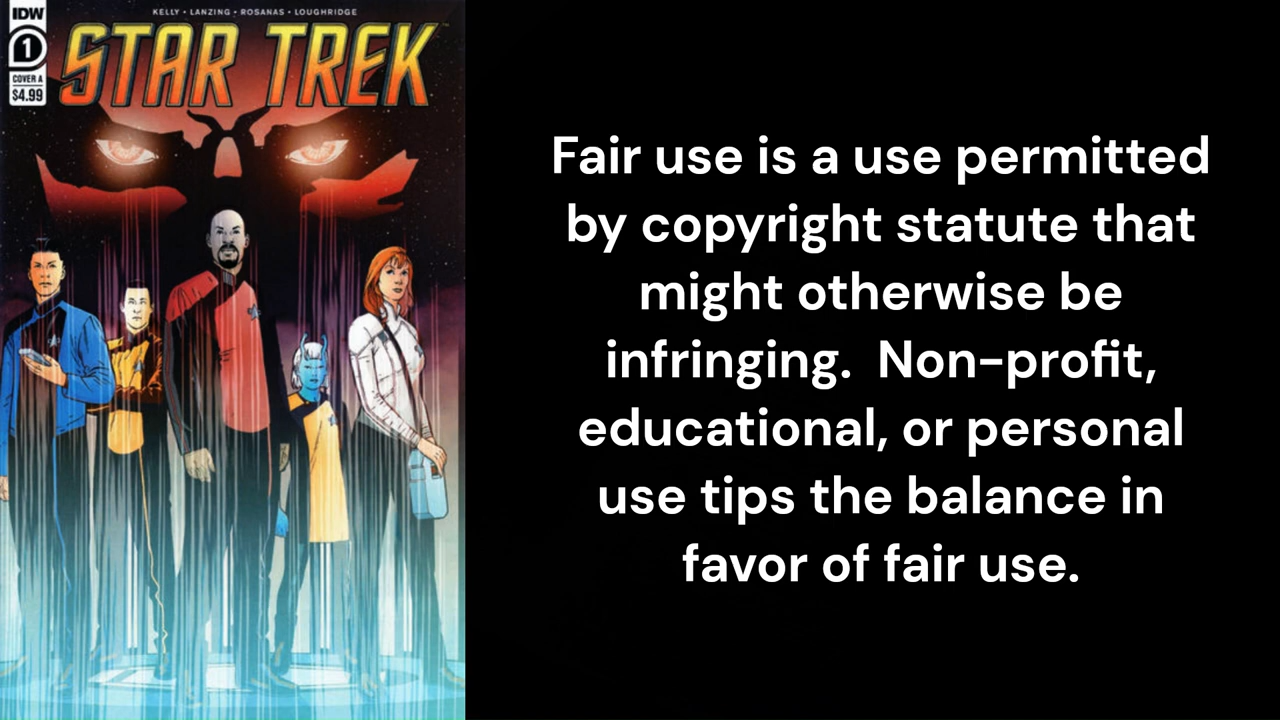 IDW
1
COVER A
$4.99
KELLY • LANZING • ROSANAS • LOUGHRIDGE
STAR TREK
Fair use is a use permitted
by copyright statute that
might otherwise be
infringing.  Non-profit,
educational, or personal
use tips the balance in
favor of fair use.